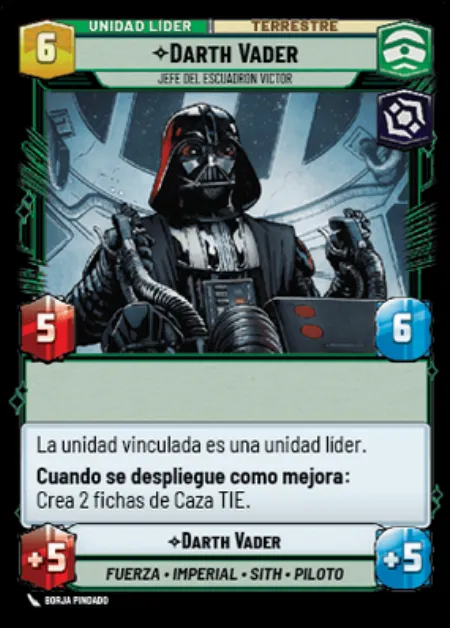 UNIDAD LÍDER
TERRESTRE
6
DARTH VADER
JEFE DEL ESCUADRÓN VICTOR
5
6
La unidad vinculada es una unidad líder.
Cuando se despliegue como mejora:
Crea 2 fichas de Caza TIE.
+5
DARTH VADER
+5
FUERZA • IMPERIAL • SITH • PILOTO
BORJA PINDADO